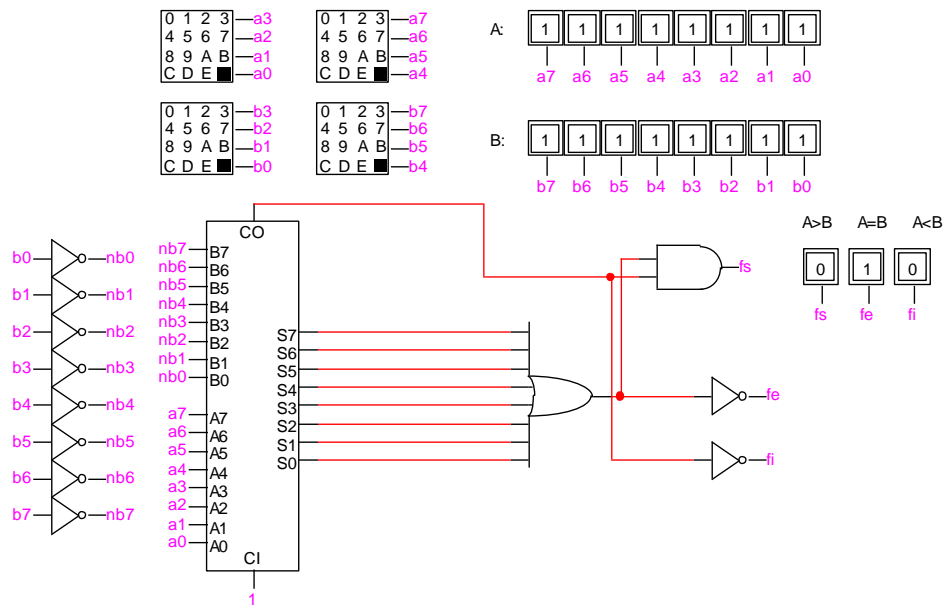 0 1 2 3 a3
4 5 6 7 a2
8 9 A B a1
C D E a0
0 1 2 3 a7
4 5 6 7 a6
8 9 A B a5
C D E a4
A: 1 1 1 1 1 1 1 1
a7 a6 a5 a4 a3 a2 a1 a0
0 1 2 3 b3
4 5 6 7 b2
8 9 A B b1
C D E b0
0 1 2 3 b7
4 5 6 7 b6
8 9 A B b5
C D E b4
B: 1 1 1 1 1 1 1 1
b7 b6 b5 b4 b3 b2 b1 b0
b0 nb0
b1 nb1
b2 nb2
b3 nb3
b4 nb4
b5 nb5
b6 nb6
b7 nb7
CO
nb7 B7
nb6 B6
nb5 B5
nb4 B4
nb3 B3
nb2 B2
nb1 B1
nb0 B0
a7 A7
a6 A6
a5 A5
a4 A4
a3 A3
a2 A2
a1 A1
a0 A0
S7
S6
S5
S4
S3
S2
S1
S0
CI
1
fs
fe
fi
A>B A=B A<B
0 1 0
fs fe fi